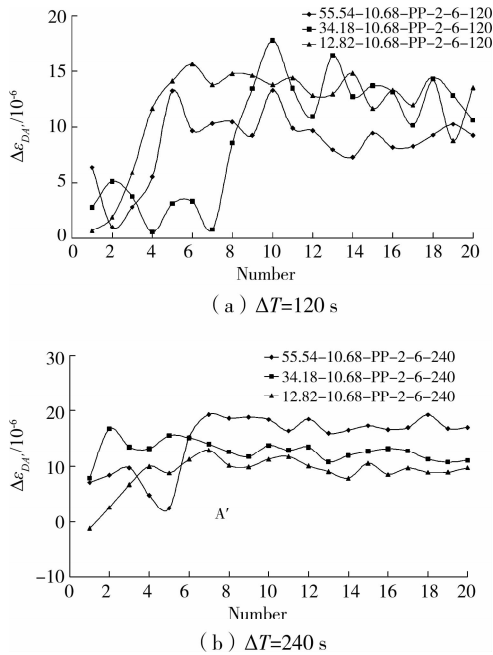 20
15
10
5
0
Δε_DA′/10⁻⁶
55.54-10.68-PP-2-6-120
34.18-10.68-PP-2-6-120
12.82-10.68-PP-2-6-120
0 2 4 6 8 10 12 14 16 18 20
Number
(a) ΔT=120 s
30
20
10
0
-10
Δε_DA′/10⁻⁶
55.54-10.68-PP-2-6-240
34.18-10.68-PP-2-6-240
12.82-10.68-PP-2-6-240
A′
0 2 4 6 8 10 12 14 16 18 20
Number
(b) ΔT=240 s